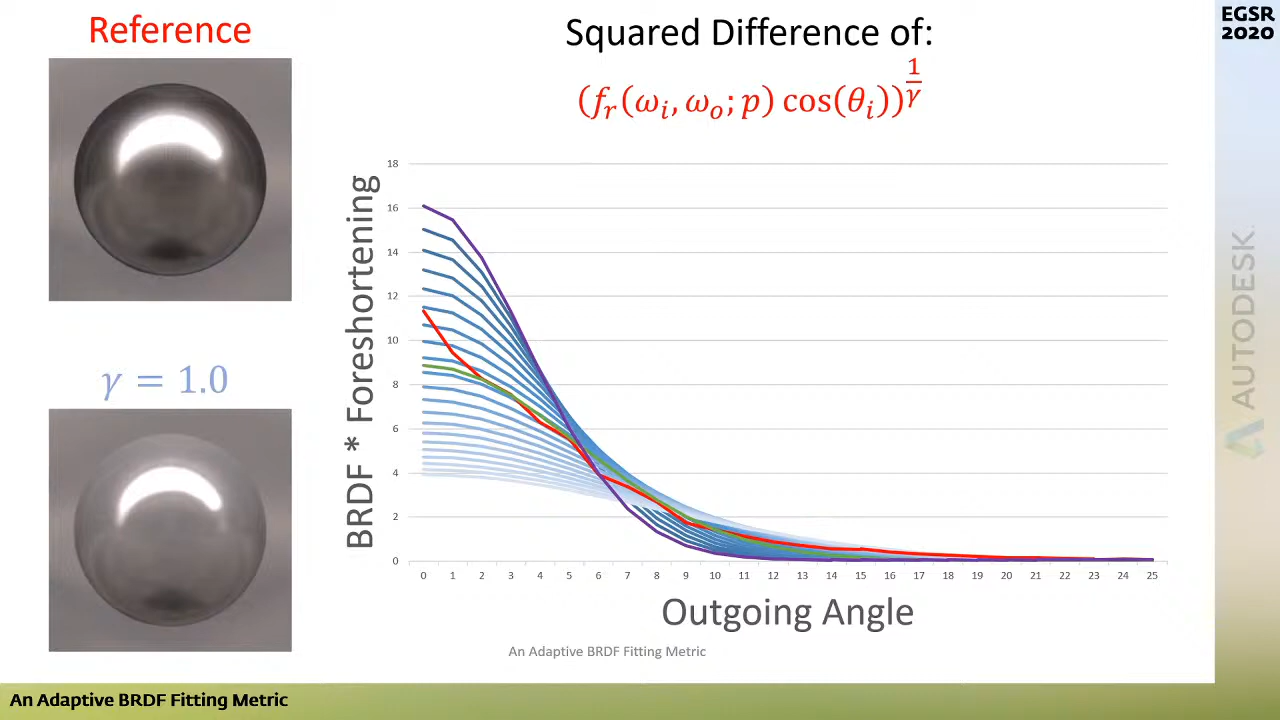 Reference
Squared Difference of:
(f_r(ω_i, ω_o; p) cos(θ_i))^{1/γ}
EGSR
2020
γ = 1.0
BRDF * Foreshortening
18
16
14
12
10
8
6
4
2
0
0 1 2 3 4 5 6 7 8 9 10 11 12 13 14 15 16 17 18 19 20 21 22 23 24 25
Outgoing Angle
An Adaptive BRDF Fitting Metric
AUTODESK
An Adaptive BRDF Fitting Metric